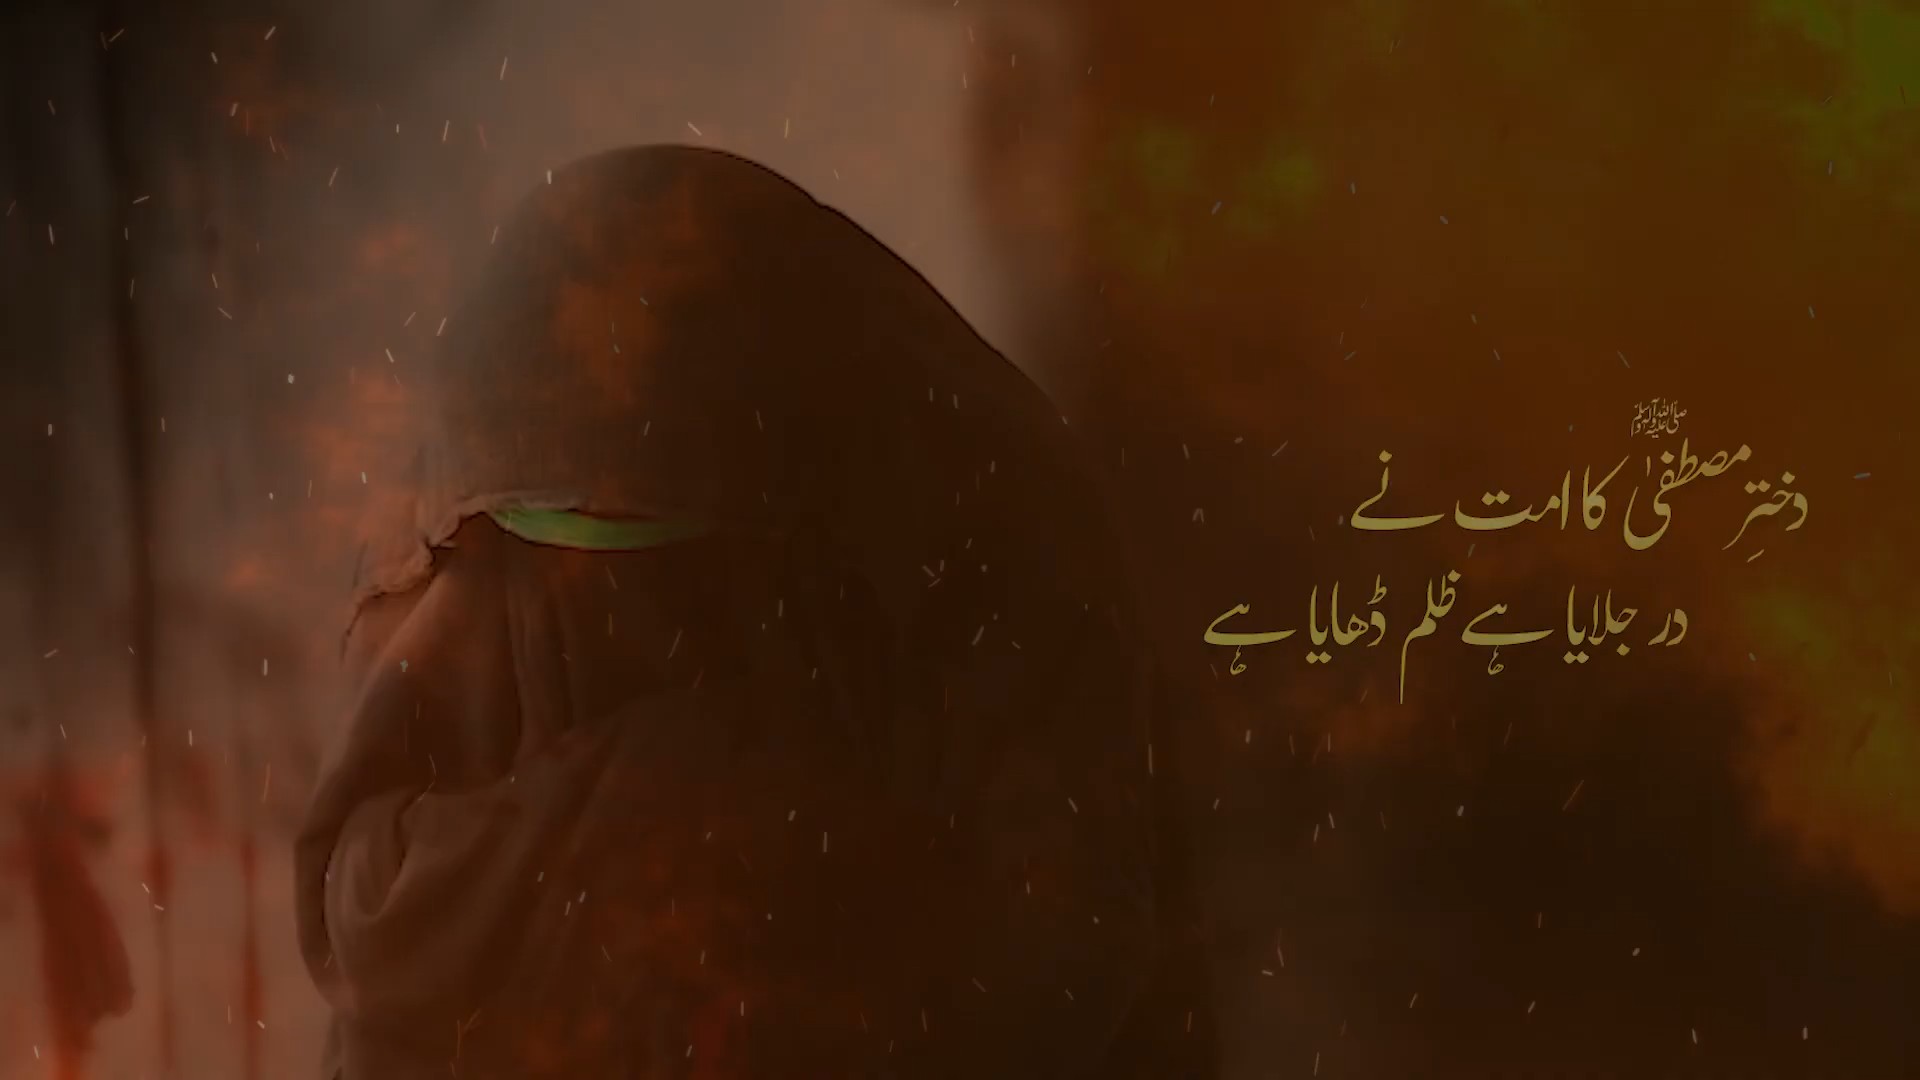 دخترِ مصطفیٰ ﷺ کا امت نے
در جلایا ہے ظلم ڈھایا ہے